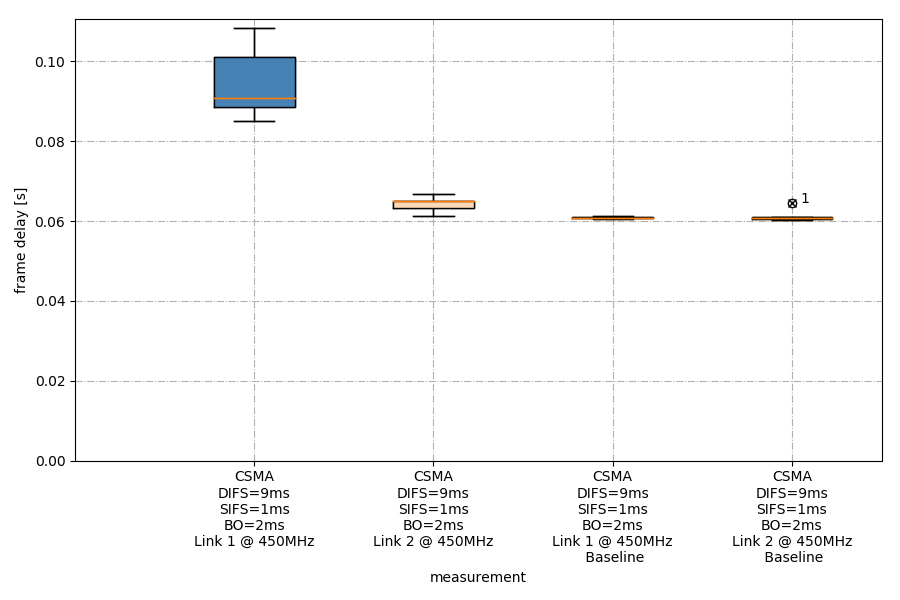 frame delay [s]
0.10
0.08
0.06
0.04
0.02
0.00
1
CSMA
DIFS=9ms
SIFS=1ms
BO=2ms
Link 1 @ 450MHz
CSMA
DIFS=9ms
SIFS=1ms
BO=2ms
Link 2 @ 450MHz
CSMA
DIFS=9ms
SIFS=1ms
BO=2ms
Link 1 @ 450MHz
Baseline
CSMA
DIFS=9ms
SIFS=1ms
BO=2ms
Link 2 @ 450MHz
Baseline
measurement